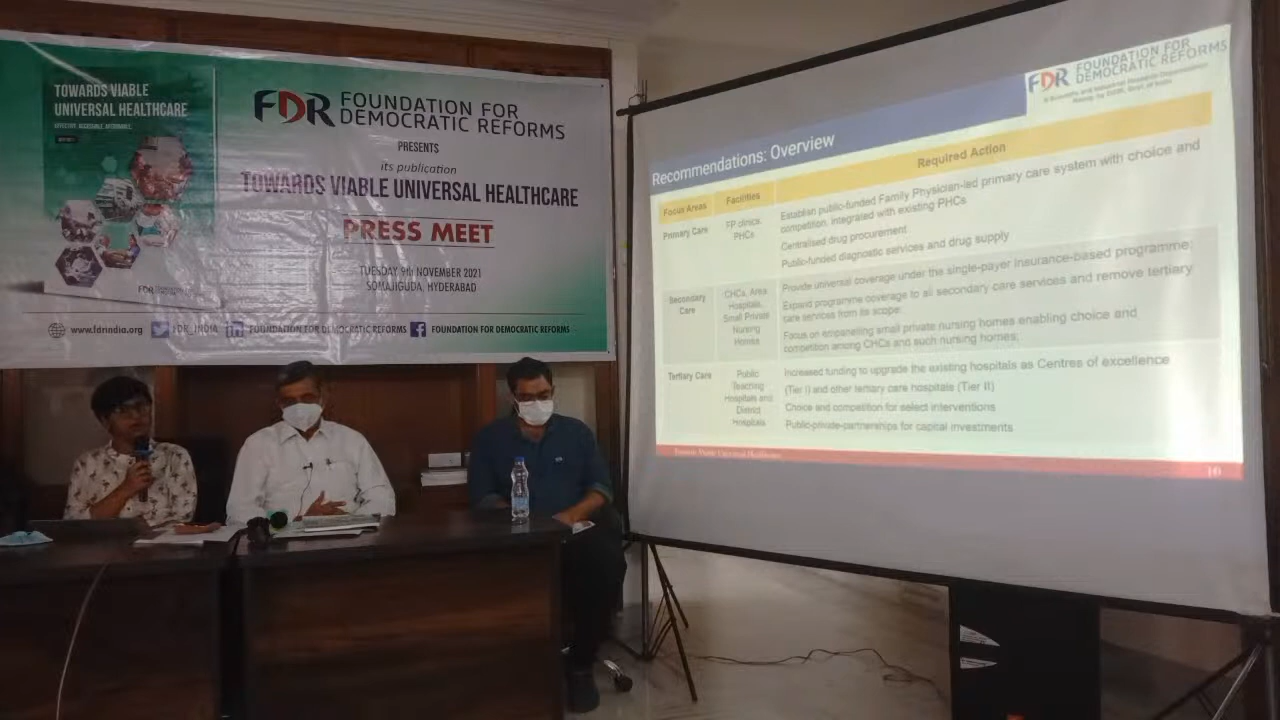 TOWARDS VIABLE
UNIVERSAL HEALTHCARE
EFFECTIVE. ACCESSIBLE. AFFORDABLE.
FDR FOUNDATION FOR
DEMOCRATIC REFORMS
PRESENTS
its publication
TOWARDS VIABLE UNIVERSAL HEALTHCARE
PRESS MEET
TUESDAY 9th NOVEMBER 2021
SOMAJIGUDA, HYDERABAD
FDR
www.fdrindia.org FDR_INDIA FOUNDATION FOR DEMOCRATIC REFORMS FOUNDATION FOR DEMOCRATIC REFORMS
FDR FOUNDATION FOR
DEMOCRATIC REFORMS
Recommendations: Overview
Focus Areas Facilities Required Action
Primary Care FP clinics, PHCs
Establish public-funded Family Physician-led primary care system with choice and
competition, integrated with existing PHCs
Centralised drug procurement
Public-funded diagnostic services and drug supply
Secondary Care
CHCs, Area
Hospitals,
Small Private
Nursing
Homes
Provide universal coverage under the single-payer insurance-based programme;
Expand programme coverage to all secondary care services and remove tertiary
care services from its scope;
Focus on empanelling small private nursing homes enabling choice and
competition among CHCs and such nursing homes;
Tertiary Care
Public
Teaching
Hospitals and
District
Hospitals
Increased funding to upgrade the existing hospitals as Centres of excellence
(Tier I) and other tertiary care hospitals (Tier II)
Choice and competition for select interventions
Public-private-partnerships for capital investments
Towards Viable Universal Healthcare
10